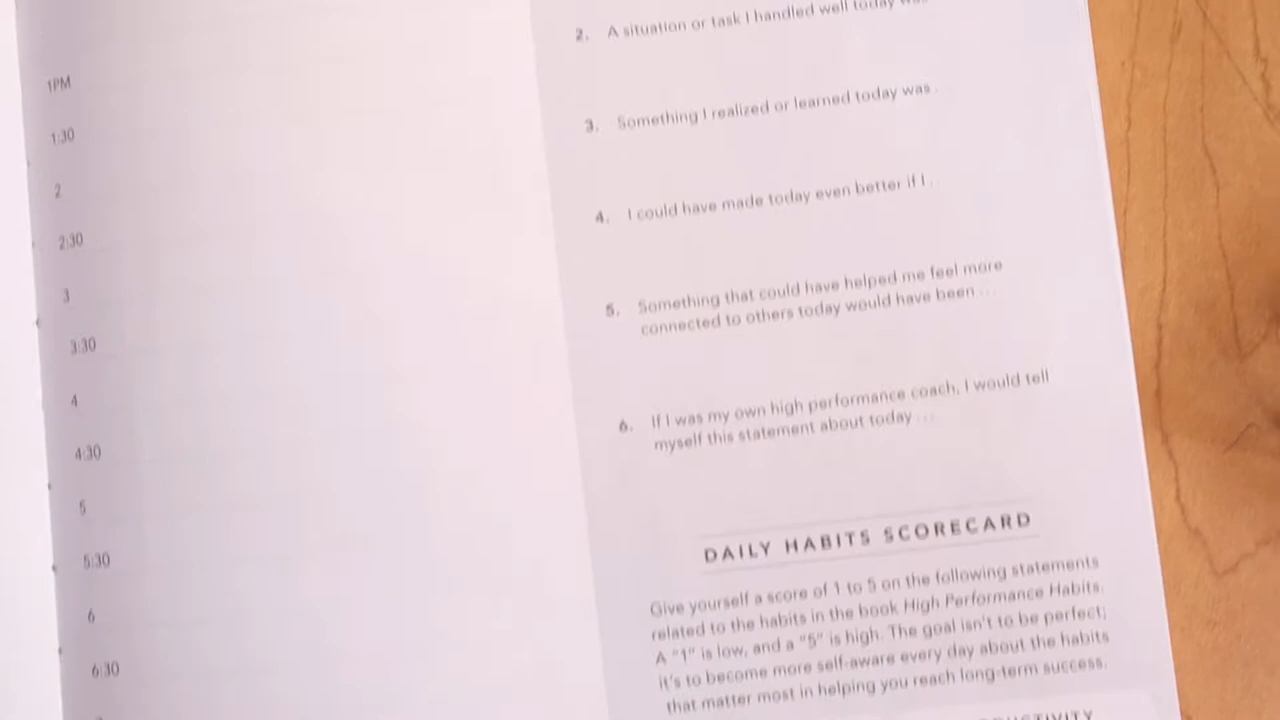 1PM
1:30
2
2:30
3
3:30
4
4:30
5
5:30
6
6:30
2. A situation or task I handled well today
3. Something I realized or learned today was .
4. I could have made today even better if I . .
5. Something that could have helped me feel more
connected to others today would have been . . .
6. If I was my own high performance coach, I would tell
myself this statement about today . . .
DAILY HABITS SCORECARD
Give yourself a score of 1 to 5 on the following statements
related to the habits in the book High Performance Habits.
A "1" is low, and a "5" is high. The goal isn't to be perfect;
it's to become more self-aware every day about the habits
that matter most in helping you reach long-term success.